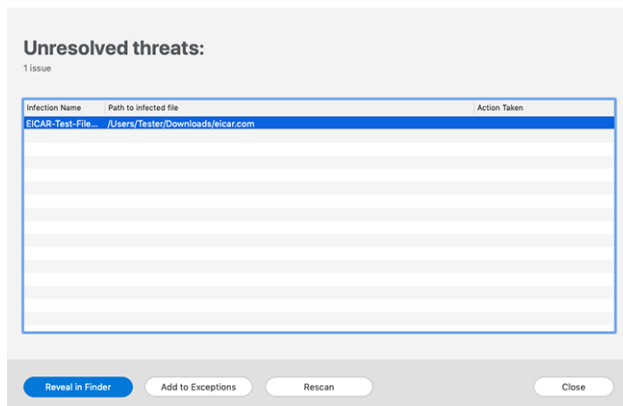 Unresolved threats:
1 issue
Infection Name Path to infected file Action Taken
EICAR-Test-File... /Users/Tester/Downloads/eicar.com
Reveal in Finder Add to Exceptions Rescan Close